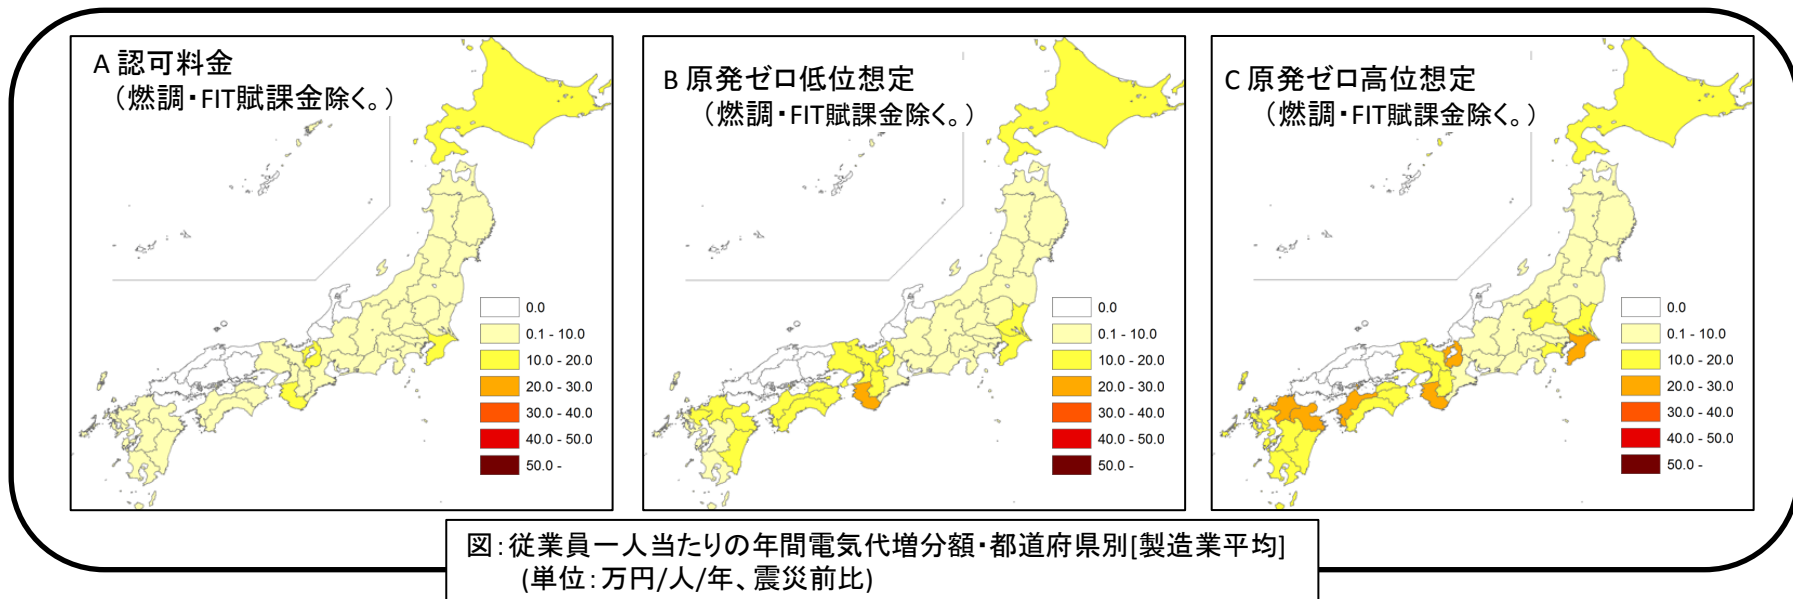 A 認可料金
（燃調・FIT賦課金除く。）
0.0
0.1 - 10.0
10.0 - 20.0
20.0 - 30.0
30.0 - 40.0
40.0 - 50.0
50.0 -
B 原発ゼロ低位想定
（燃調・FIT賦課金除く。）
0.0
0.1 - 10.0
10.0 - 20.0
20.0 - 30.0
30.0 - 40.0
40.0 - 50.0
50.0 -
C 原発ゼロ高位想定
（燃調・FIT賦課金除く。）
0.0
0.1 - 10.0
10.0 - 20.0
20.0 - 30.0
30.0 - 40.0
40.0 - 50.0
50.0 -
図：従業員一人当たりの年間電気代増分額・都道府県別[製造業平均]
(単位：万円/人/年、震災前比)